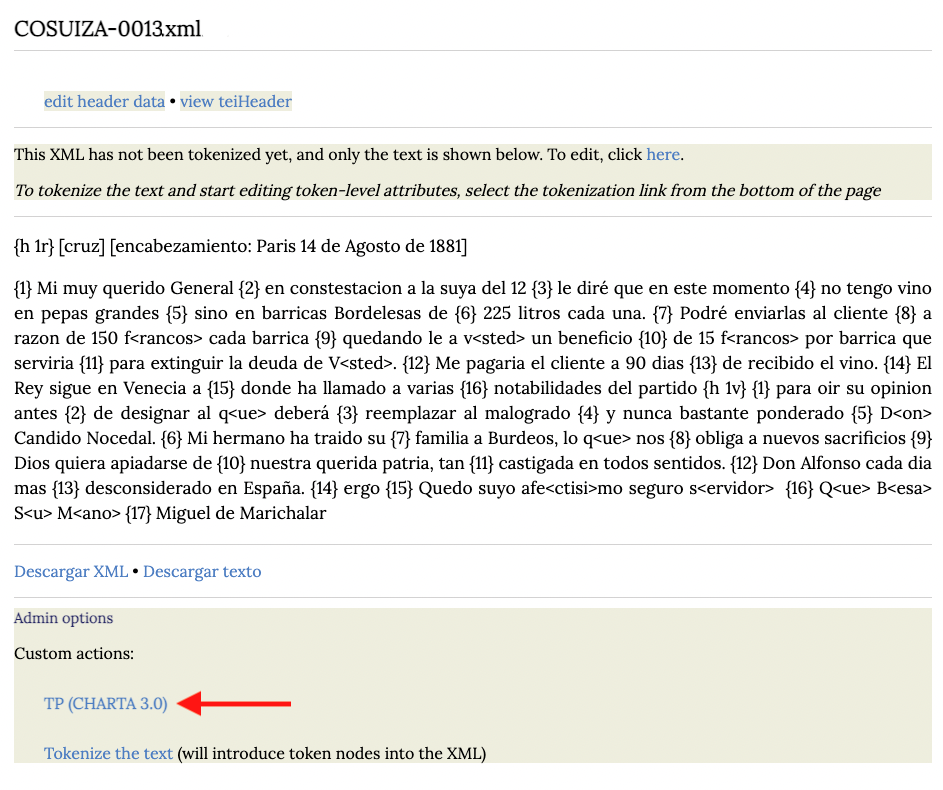 COSUIZA-0013.xml
edit header data • view teiHeader
This XML has not been tokenized yet, and only the text is shown below. To edit, click here.
To tokenize the text and start editing token-level attributes, select the tokenization link from the bottom of the page
{h 1r} [cruz] [encabezamiento: Paris 14 de Agosto de 1881]
{1} Mi muy querido General {2} en constestacion a la suya del 12 {3} le diré que en este momento {4} no tengo vino
en pepas grandes {5} sino en barricas Bordelesas de {6} 225 litros cada una. {7} Podré enviarlas al cliente {8} a
razon de 150 f<rancos> cada barrica {9} quedando le a v<sted> un beneficio {10} de 15 f<rancos> por barrica que
serviria {11} para extinguir la deuda de V<sted>. {12} Me pagaria el cliente a 90 dias {13} de recibido el vino. {14} El
Rey sigue en Venecia a {15} donde ha llamado a varias {16} notabilidades del partido {h 1v} {1} para oir su opinion
antes {2} de designar al q<ue> deberá {3} reemplazar al malogrado {4} y nunca bastante ponderado {5} D<on>
Candido Nocedal. {6} Mi hermano ha traido su {7} familia a Burdeos, lo q<ue> nos {8} obliga a nuevos sacrificios {9}
Dios quiera apiadarse de {10} nuestra querida patria, tan {11} castigada en todos sentidos. {12} Don Alfonso cada dia
mas {13} desconsiderado en España. {14} ergo {15} Quedo suyo afe<ctisi>mo seguro s<ervidor> {16} Q<ue> B<esa>
S<u> M<ano> {17} Miguel de Marichalar
Descargar XML • Descargar texto
Admin options
Custom actions:
TP (CHARTA 3.0)
Tokenize the text (will introduce token nodes into the XML)